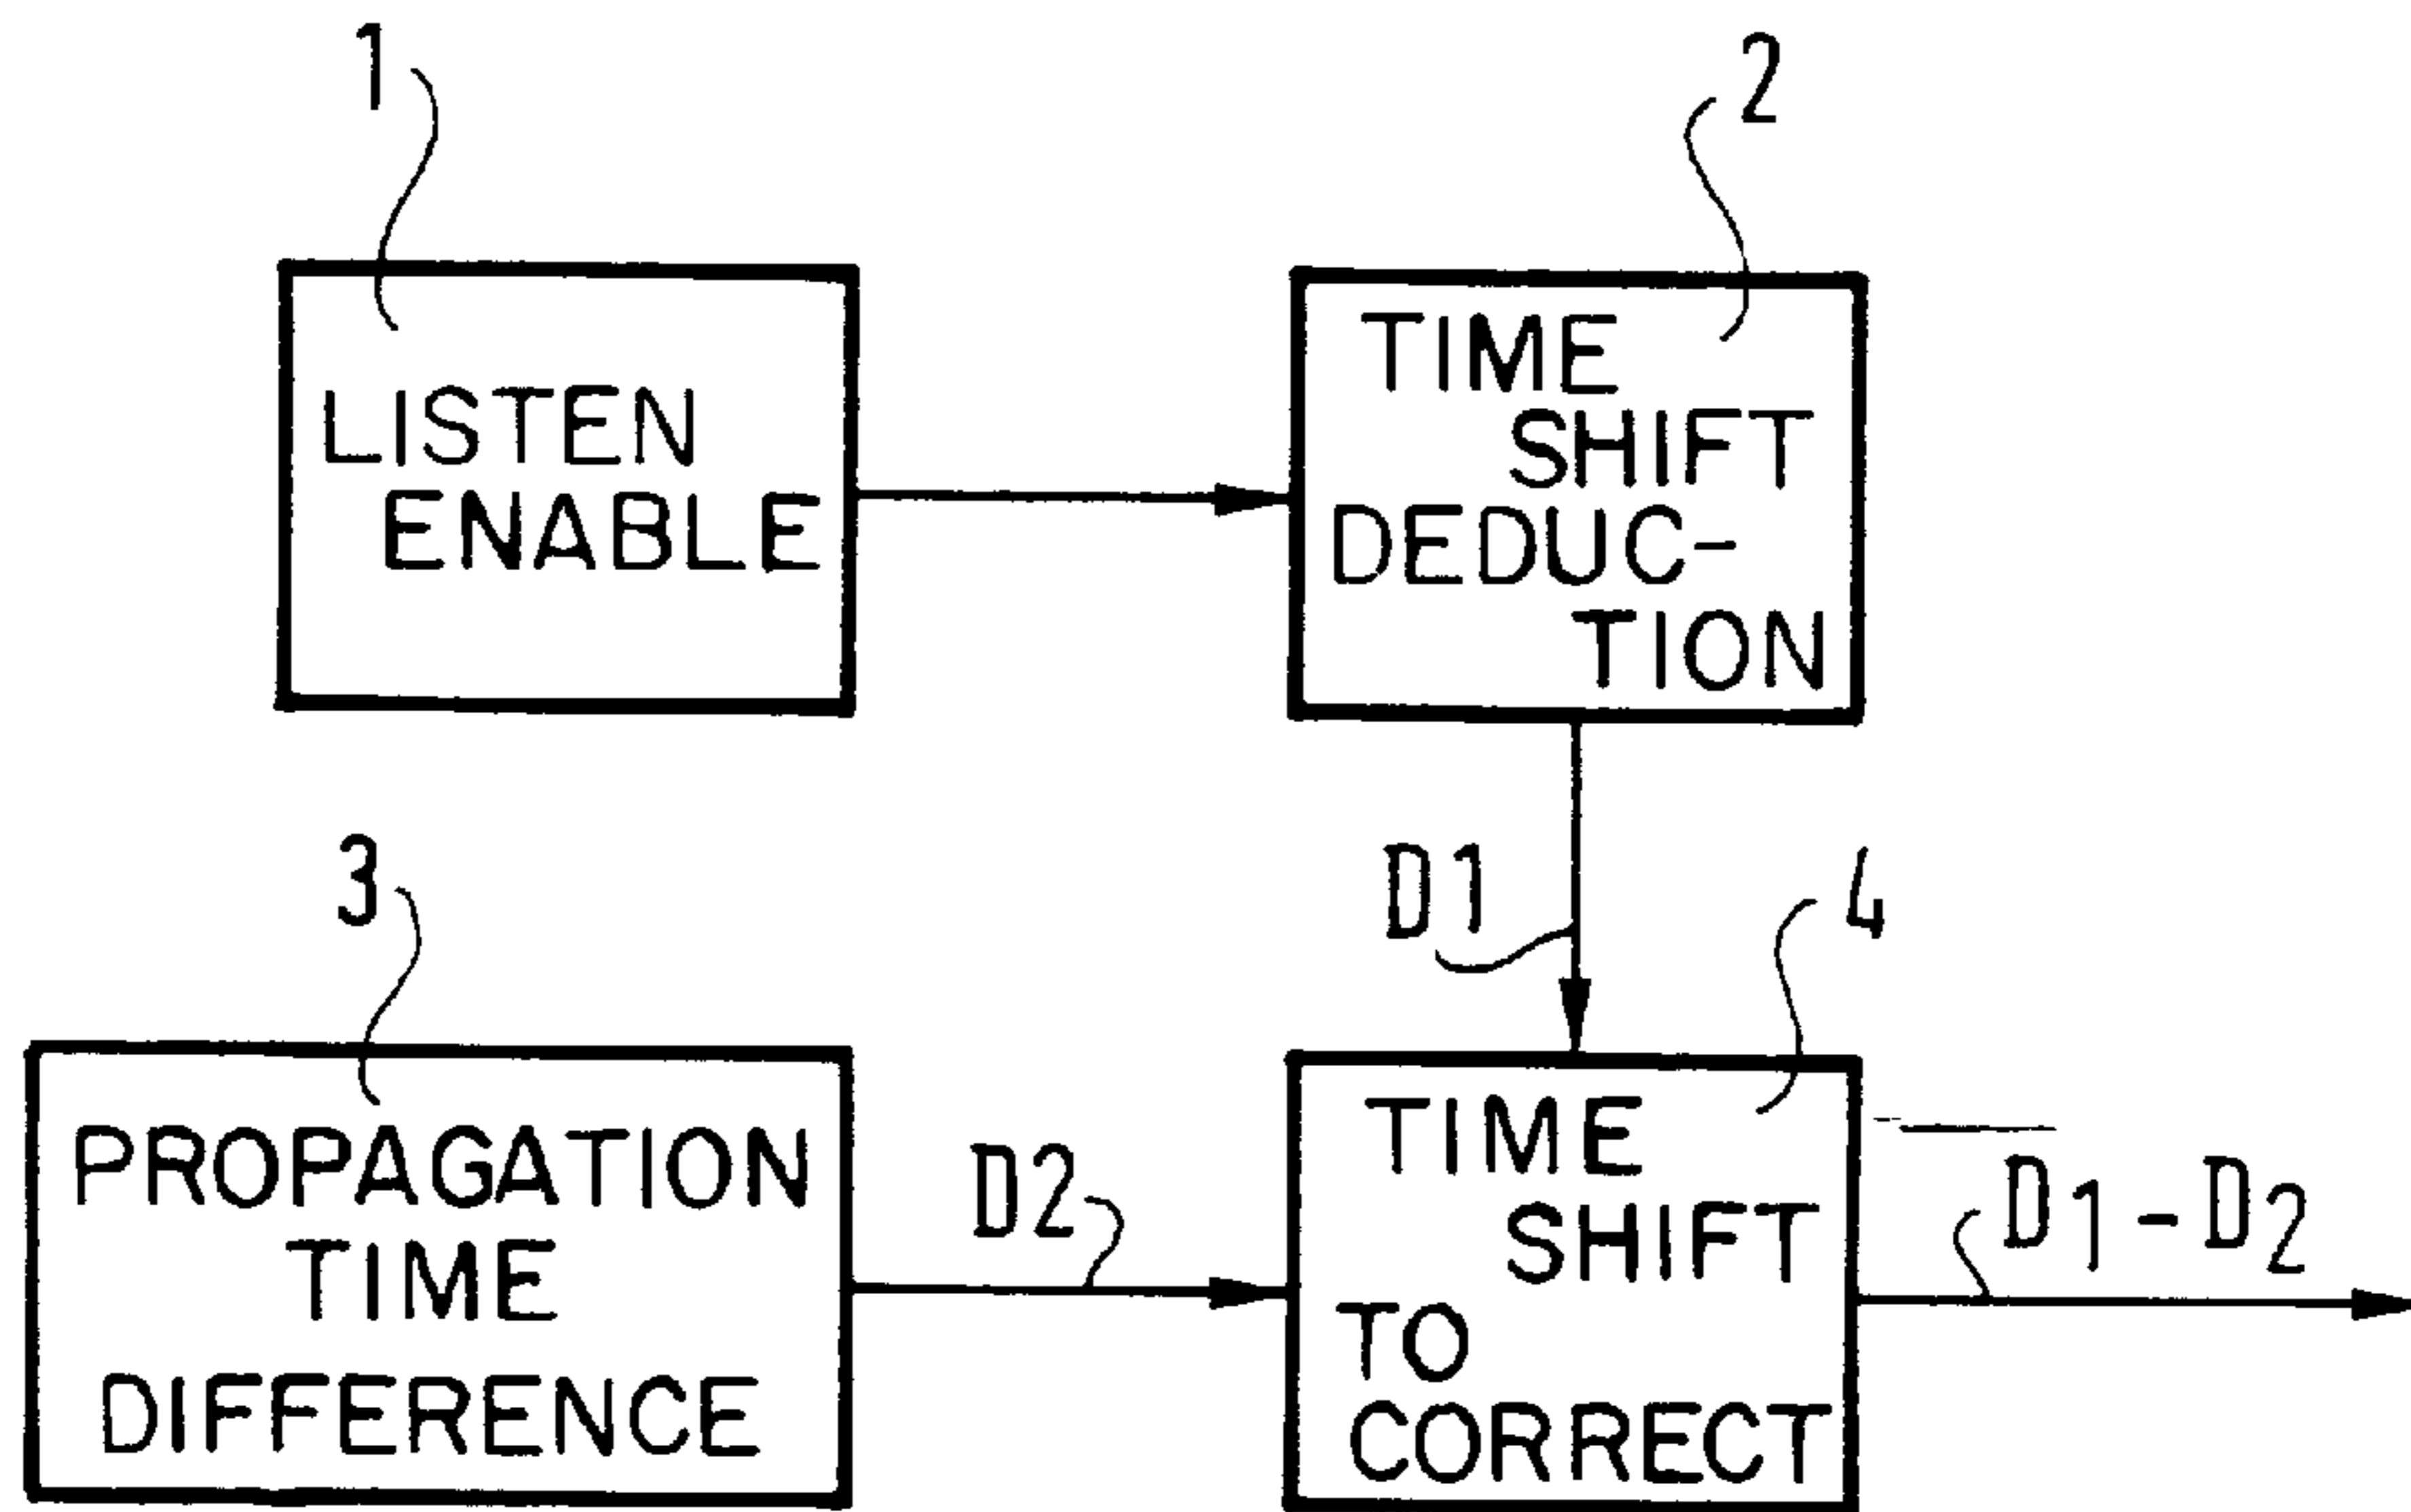 1
2
LISTEN
ENABLE
TIME
SHIFT
DEDUC-
TION
3
D1
4
PROPAGATION
TIME
DIFFERENCE
D2
TIME
SHIFT
TO
CORRECT
D1-D2